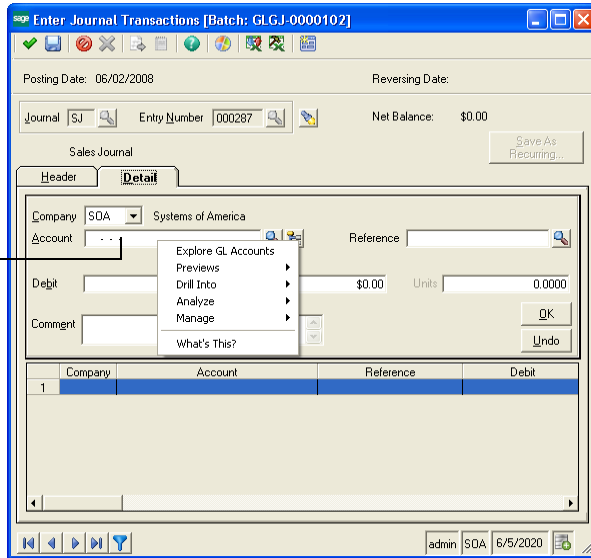 sage Enter Journal Transactions [Batch: GLGJ-0000102]
Posting Date: 06/02/2008 Reversing Date:
Journal SJ Entry Number 000287 Net Balance: $0.00
Save As
Recurring...
Sales Journal
Header Detail
Company SOA Systems of America
Account - - - Reference
Explore GL Accounts
Previews
Debit Drill Into $0.00 Units 0.0000
Analyze
Manage
OK
Comment
What's This?
Undo
Company Account Reference Debit
1
admin SOA 6/5/2020